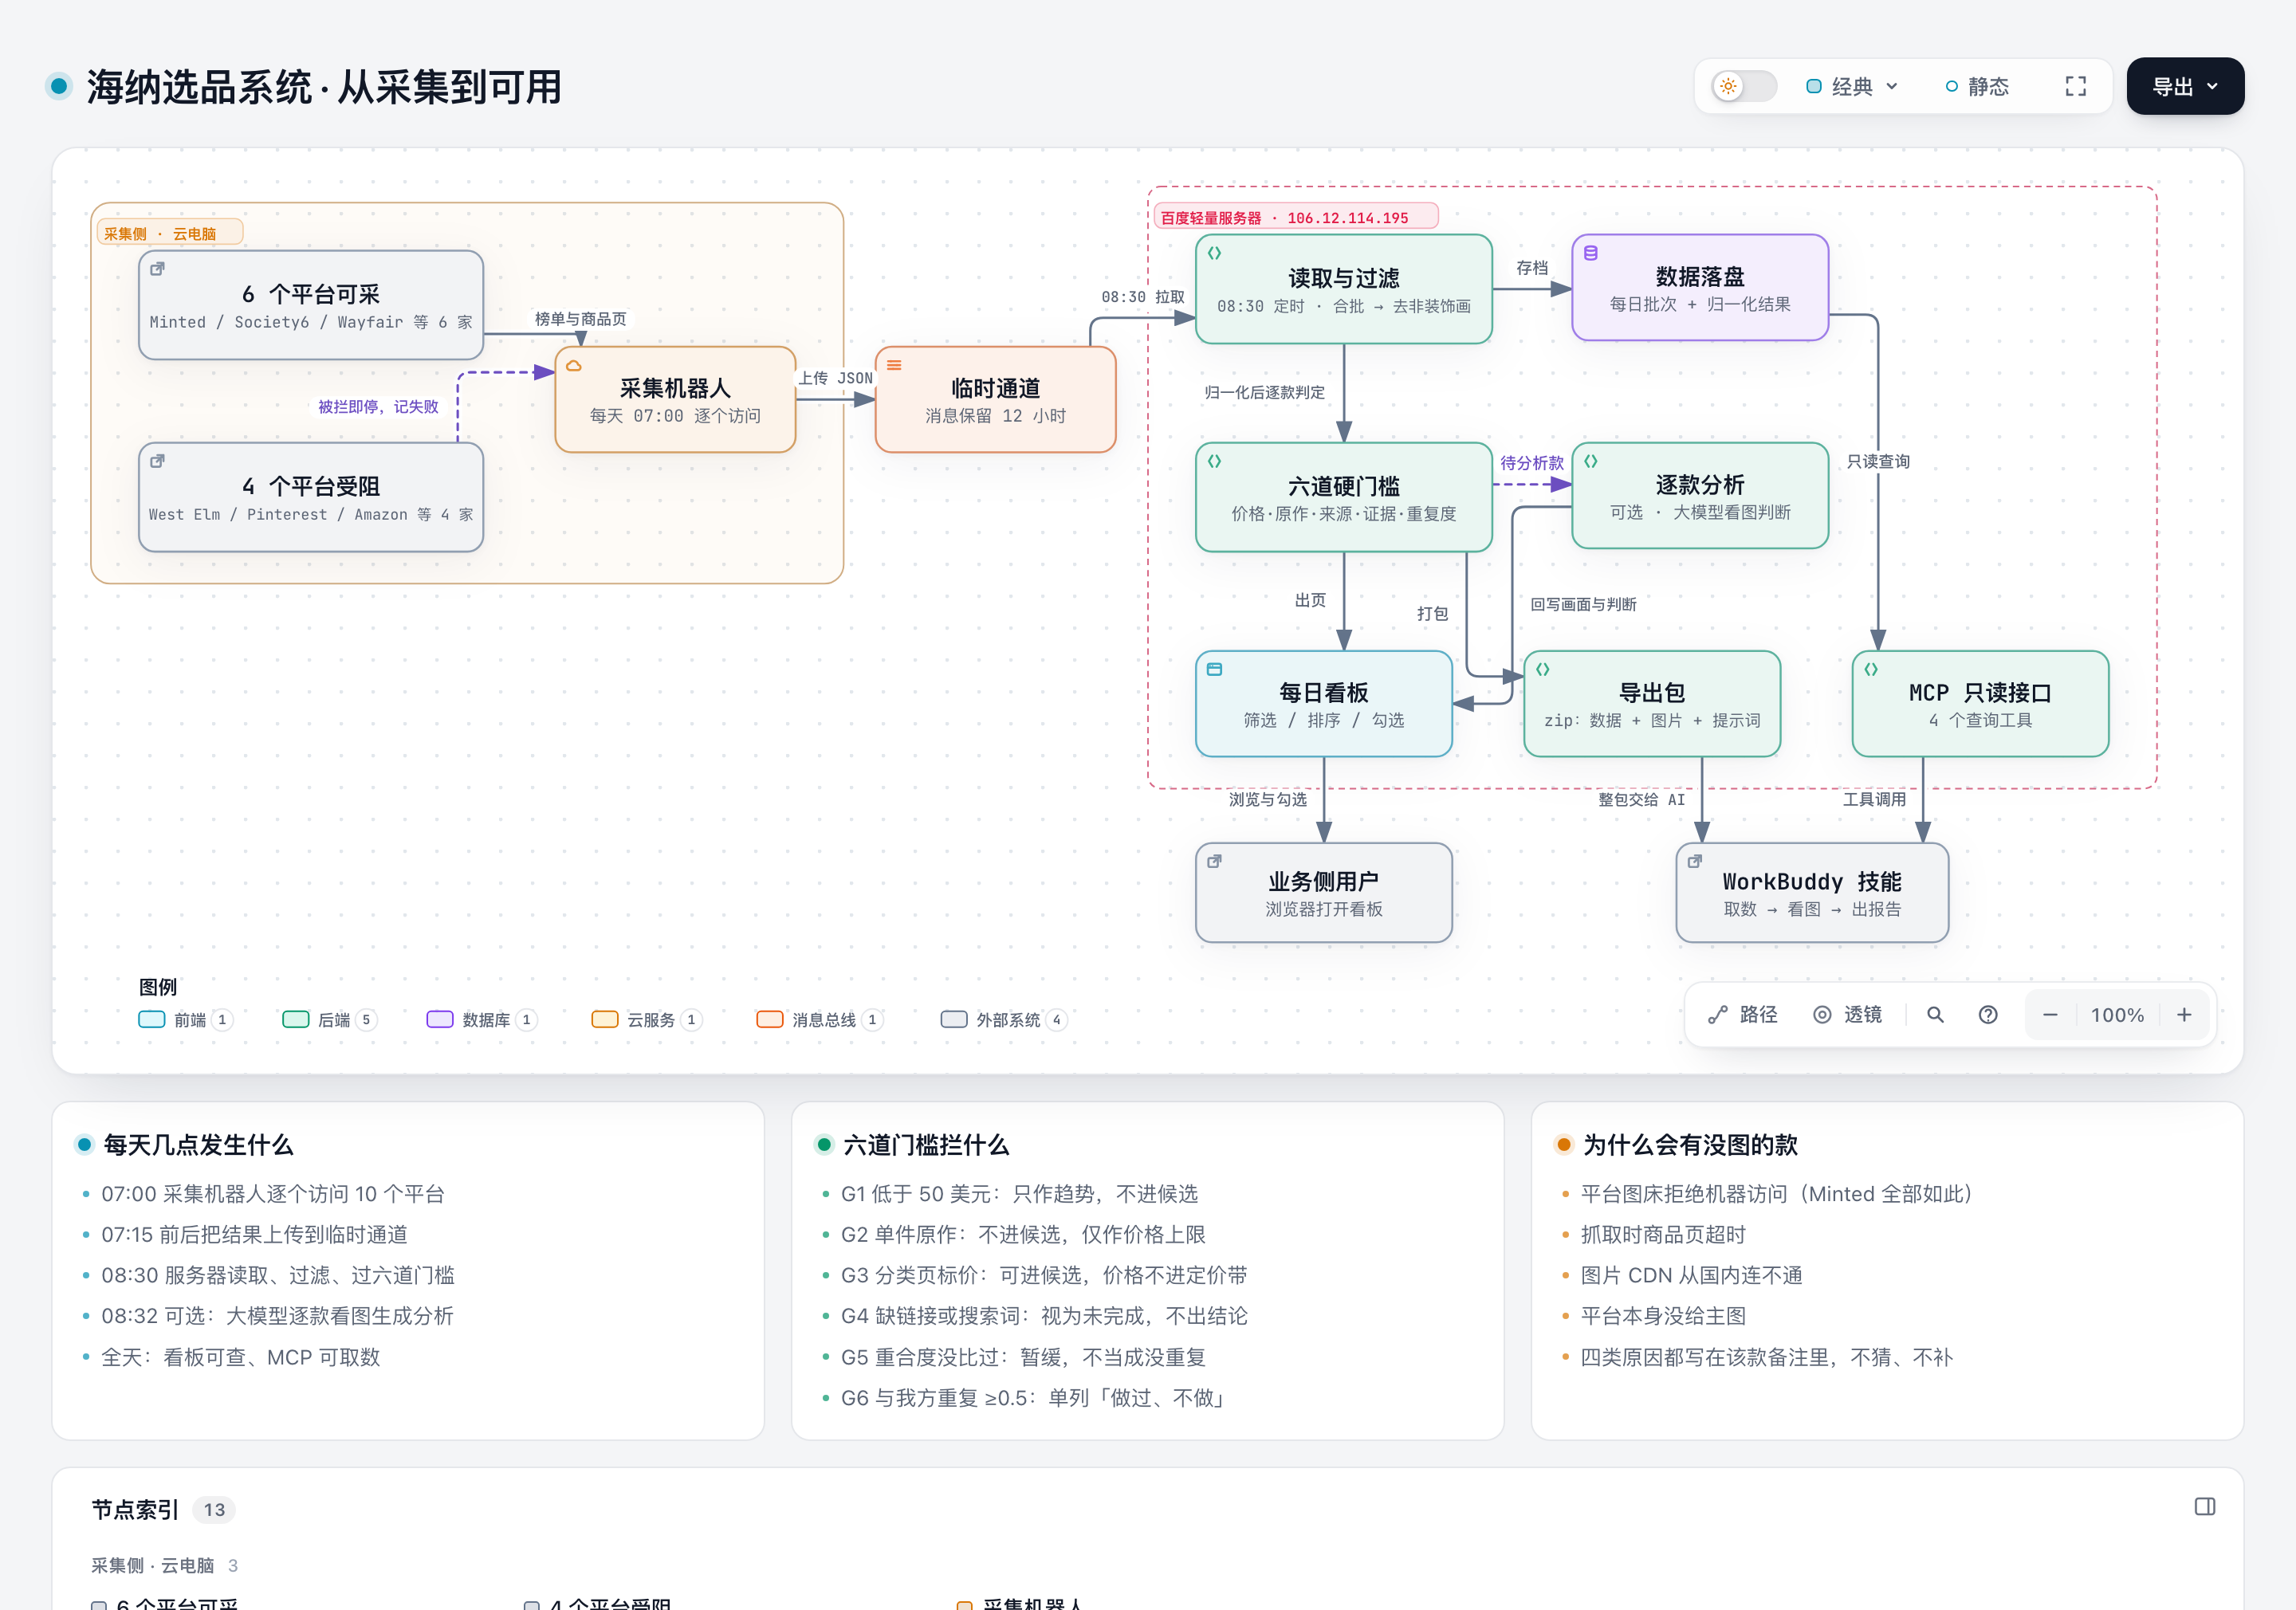 海纳选品系统·从采集到可用
经典
静态
导出
采集侧 · 云电脑
6 个平台可采
Minted / Society6 / Wayfair 等 6 家
榜单与商品页
被拦即停，记失败
4 个平台受阻
West Elm / Pinterest / Amazon 等 4 家
采集机器人
每天 07:00 逐个访问
上传 JSON
临时通道
消息保留 12 小时
08:30 拉取
百度轻量服务器 · 106.12.114.195
读取与过滤
08:30 定时 · 合批 → 去非装饰画
存档
数据落盘
每日批次 + 归一化结果
归一化后逐款判定
只读查询
六道硬门槛
价格·原作·来源·证据·重复度
待分析款
逐款分析
可选 · 大模型看图判断
出页
打包
回写画面与判断
每日看板
筛选 / 排序 / 勾选
导出包
zip: 数据 + 图片 + 提示词
MCP 只读接口
4 个查询工具
浏览与勾选
整包交给 AI
工具调用
业务侧用户
浏览器打开看板
WorkBuddy 技能
取数 → 看图 → 出报告
图例
前端 1
后端 5
数据库 1
云服务 1
消息总线 1
外部系统 4
路径
透镜
100%
每天几点发生什么
07:00 采集机器人逐个访问 10 个平台
07:15 前后把结果上传到临时通道
08:30 服务器读取、过滤、过六道门槛
08:32 可选：大模型逐款看图生成分析
全天：看板可查、MCP 可取数
六道门槛拦什么
G1 低于 50 美元：只作趋势，不进候选
G2 单件原作：不进候选，仅作价格上限
G3 分类页标价：可进候选，价格不进定价带
G4 缺链接或搜索词：视为未完成，不出结论
G5 重合度没比过：暂缓，不当成没重复
G6 与我方重复 ≥0.5：单列「做过、不做」
为什么会有没图的款
平台图床拒绝机器访问（Minted 全部如此）
抓取时商品页超时
图片 CDN 从国内连不通
平台本身没给主图
四类原因都写在该款备注里，不猜、不补
节点索引 13
采集侧 · 云电脑 3
6 个平台可采
4 个平台受阻
采集机器人